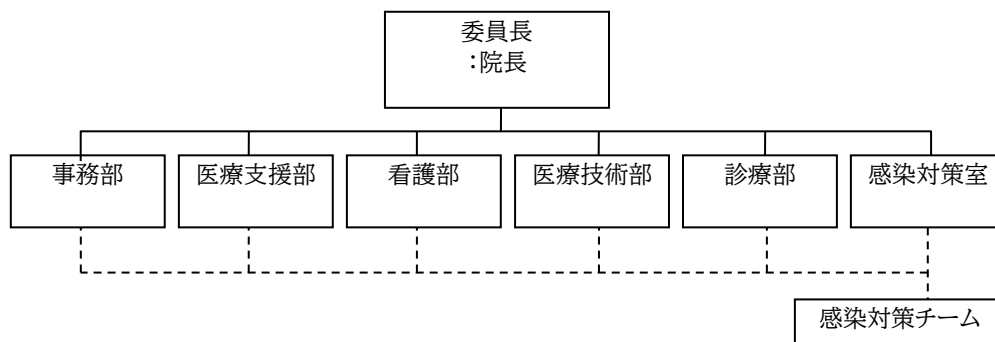 委員長
:院長
事務部
医療支援部
看護部
医療技術部
診療部
感染対策室
感染対策チーム